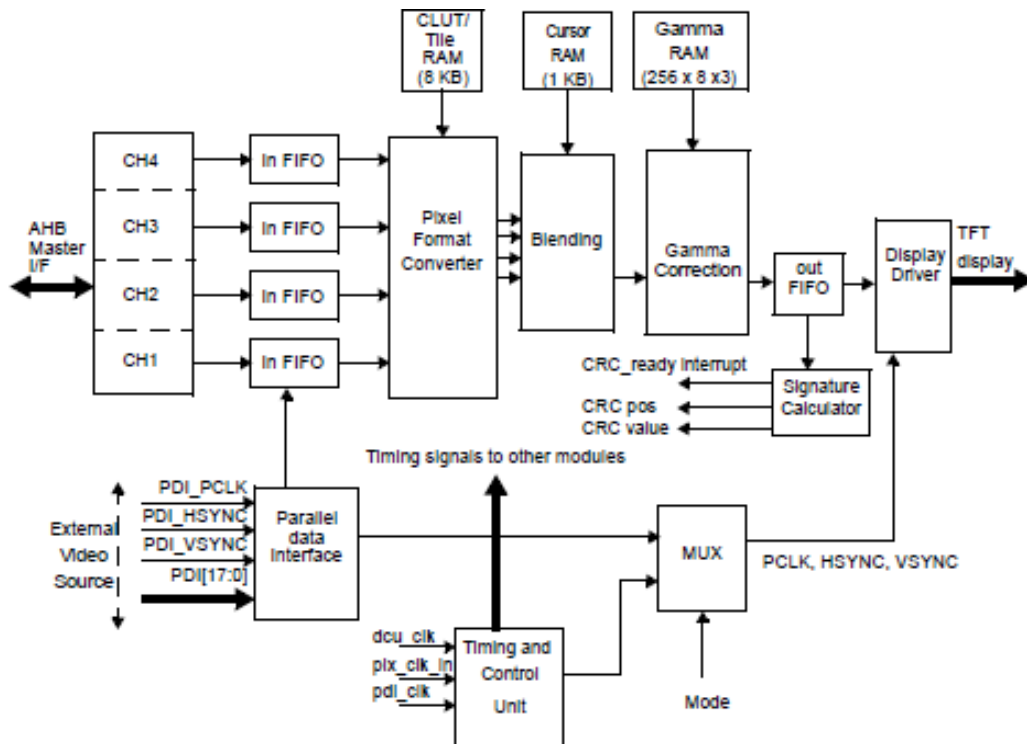 CLUT/
Tile
RAM
(8 KB)
Cursor
RAM
(1 KB)
Gamma
RAM
(256 x 8 x3)
AHB
Master
I/F
CH4
CH3
CH2
CH1
In FIFO
In FIFO
In FIFO
In FIFO
Pixel
Format
Converter
Blending
Gamma
Correction
out
FIFO
Display
Driver
TFT
display
CRC_ready Interrupt
CRC pos
CRC value
Signature
Calculator
Timing signals to other modules
External
Video
Source
PDI_PCLK
PDI_HSYNC
PDI_VSYNC
PDI[17:0]
Parallel
data
Interface
MUX
PCLK, HSYNC, VSYNC
Mode
dcu_clk
pix_clk_in
pdi_clk
Timing and
Control
Unit